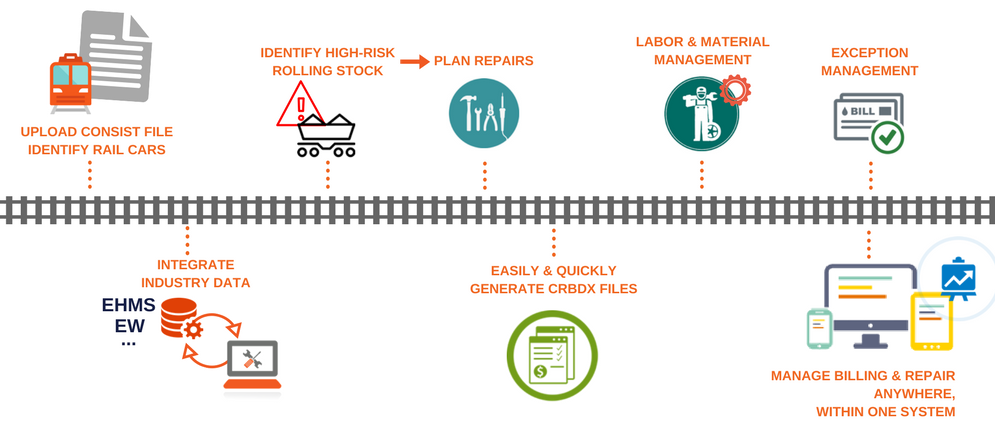 UPLOAD CONSIST FILE
IDENTIFY RAIL CARS
IDENTIFY HIGH-RISK
ROLLING STOCK
PLAN REPAIRS
LABOR & MATERIAL
MANAGEMENT
EXCEPTION
MANAGEMENT
BILL
INTEGRATE
INDUSTRY DATA
EHMS
EW
...
EASILY & QUICKLY
GENERATE CRBDX FILES
$
MANAGE BILLING & REPAIR
ANYWHERE,
WITHIN ONE SYSTEM